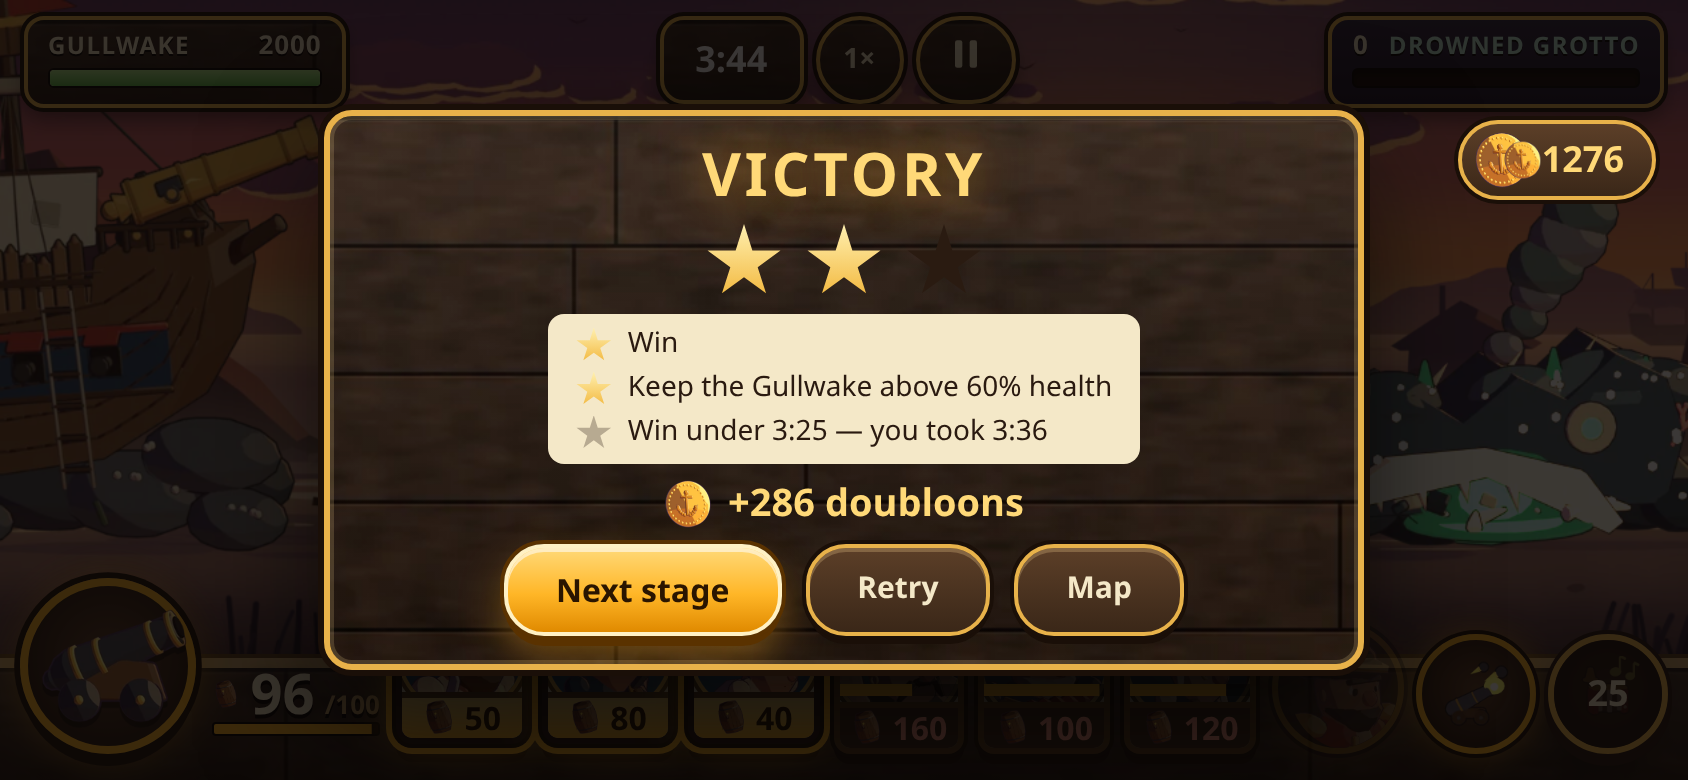 GULLWAKE 2000
3:44
1×
0 DROWNED GROTTO
1276
VICTORY
Win
Keep the Gullwake above 60% health
Win under 3:25 — you took 3:36
+286 doubloons
Next stage
Retry
Map
96 /100
50
80
40
160
100
120
25